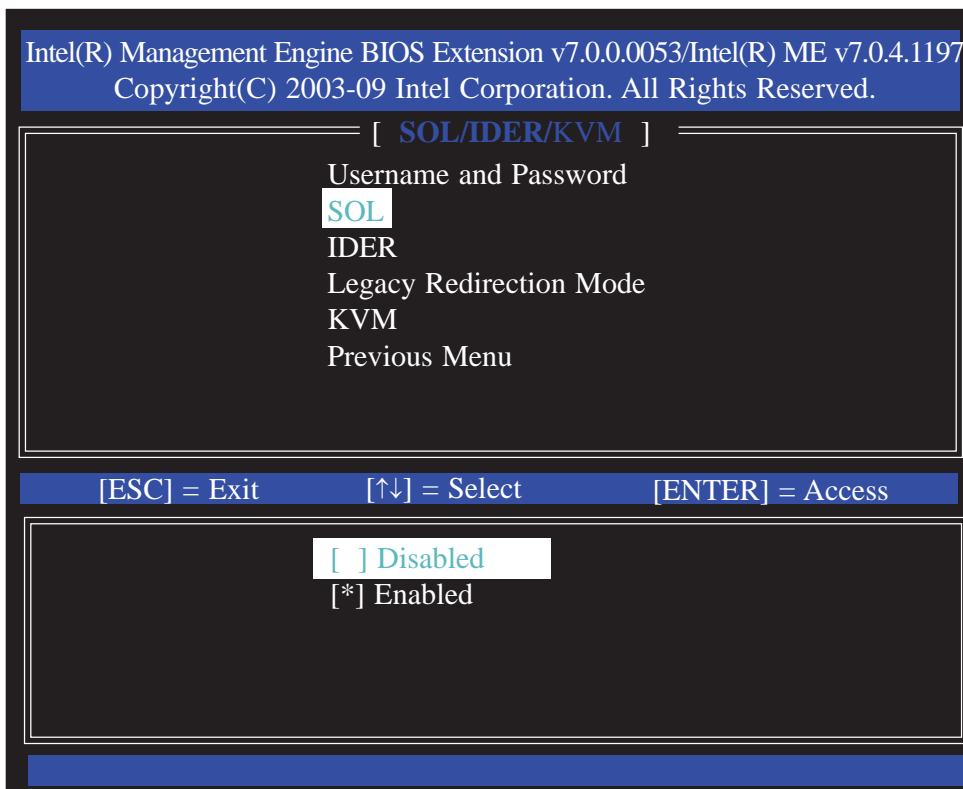 Intel(R) Management Engine BIOS Extension v7.0.0.0053/Intel(R) ME v7.0.4.1197
Copyright(C) 2003-09 Intel Corporation. All Rights Reserved.
[ SOL/IDER/KVM ]
Username and Password
SOL
IDER
Legacy Redirection Mode
KVM
Previous Menu
[ESC] = Exit [↑↓] = Select [ENTER] = Access
[ ] Disabled
[*] Enabled